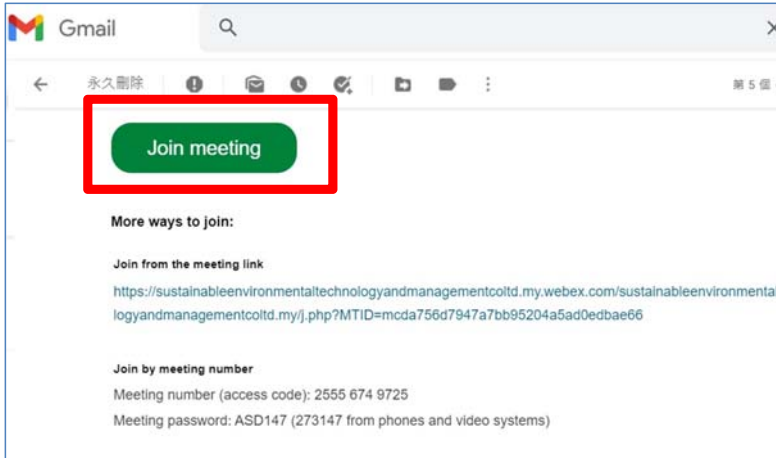 Gmail
永久刪除
第 5 個
Join meeting
More ways to join:
Join from the meeting link
https://sustainableenvironmentaltechnologyandmanagementcoltd.my.webex.com/sustainableenvironmental
logyandmanagementcoltd.my/j.php?MTID=mcda756d7947a7bb95204a5ad0edbae66
Join by meeting number
Meeting number (access code): 2555 674 9725
Meeting password: ASD147 (273147 from phones and video systems)